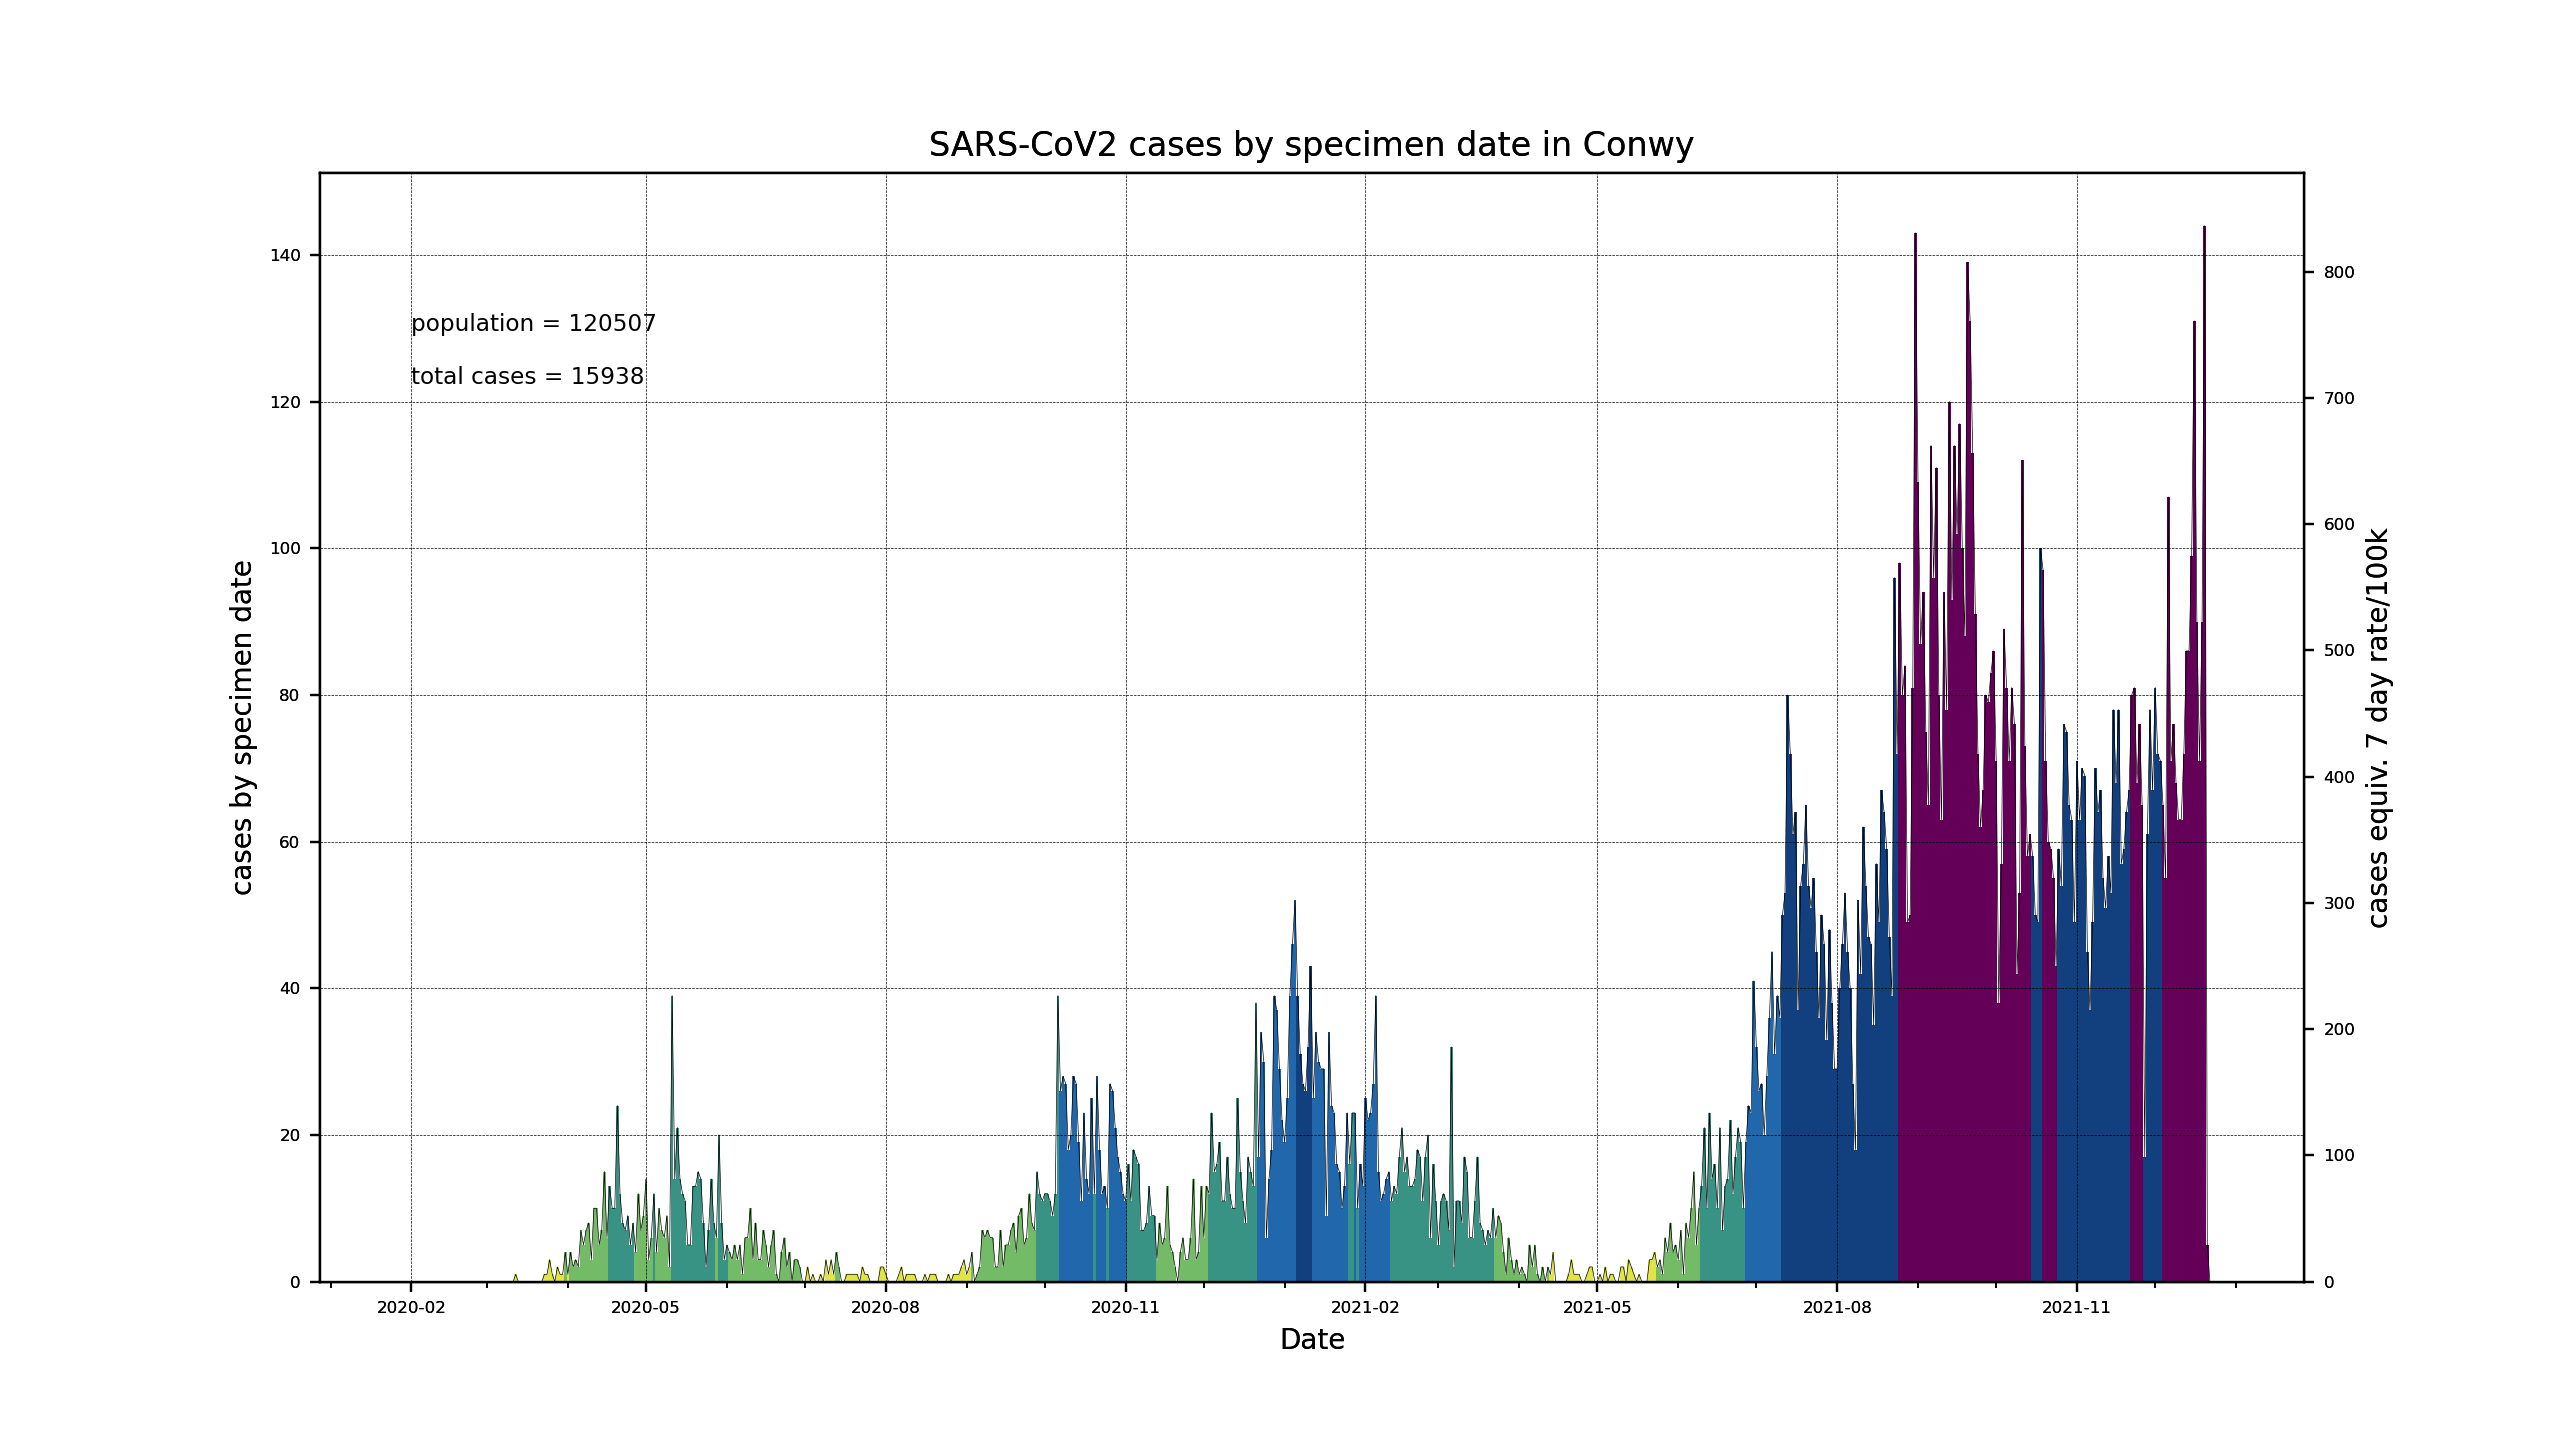 SARS-CoV2 cases by specimen date in Conwy
population = 120507
total cases = 15938
cases by specimen date
140
120
100
80
60
40
20
0
800
700
600
500
400
300
200
100
0
cases equiv. 7 day rate/100k
2020-02 2020-05 2020-08 2020-11 2021-02 2021-05 2021-08 2021-11
Date